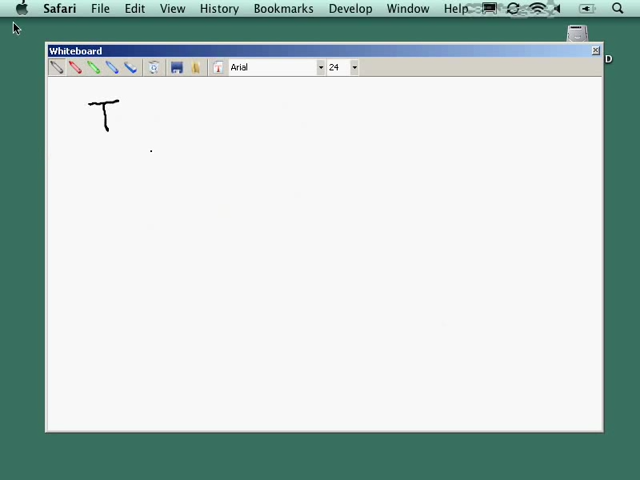 Safari File Edit View History Bookmarks Develop Window Help
D
Whiteboard
Arial 24
T